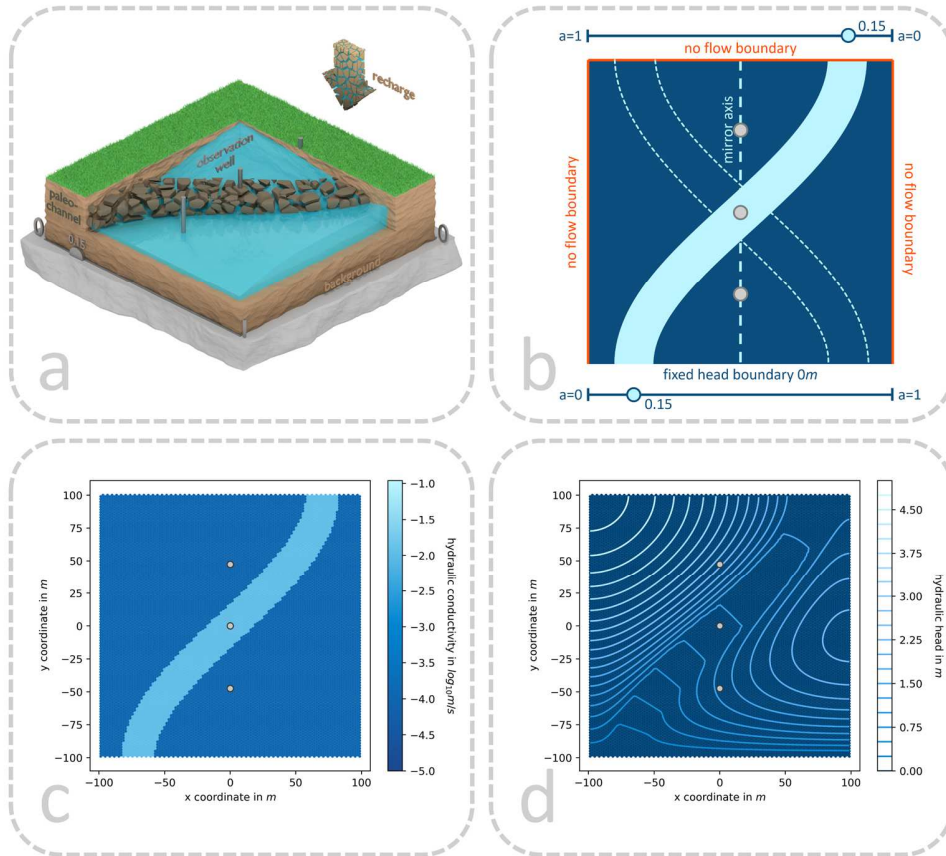 a
recharge
observation
well
paleo-
channel
0.15
background
b
a=1
0.15
a=0
no flow boundary
no flow boundary
mirror axis
no flow boundary
fixed head boundary 0m
a=0
0.15
a=1
c
100
75
50
25
0
−25
−50
−75
−100
−100
−50
0
50
100
x coordinate in m
y coordinate in m
−1.0
−1.5
−2.0
−2.5
−3.0
−3.5
−4.0
−4.5
−5.0
hydraulic conductivity in log10m/s
d
100
75
50
25
0
−25
−50
−75
−100
−100
−50
0
50
100
x coordinate in m
y coordinate in m
4.50
3.75
3.00
2.25
1.50
0.75
0.00
hydraulic head in m